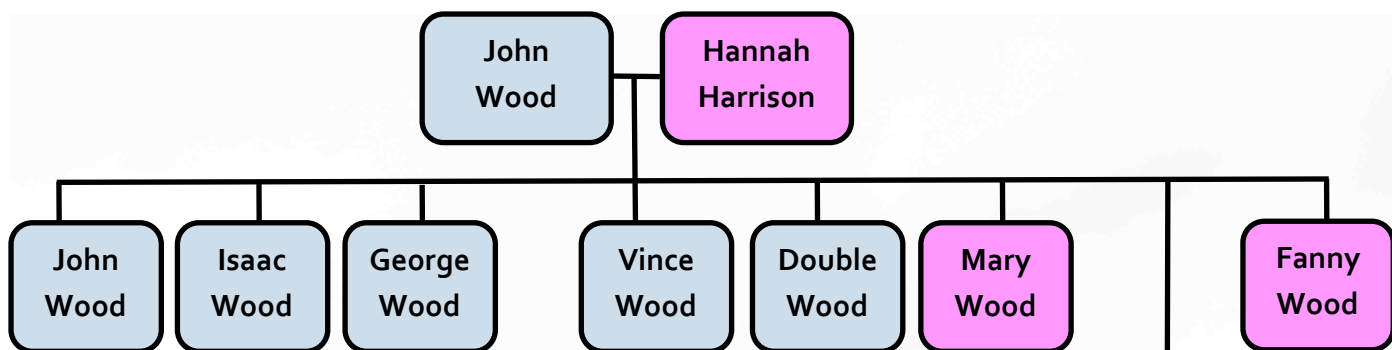 John
Wood
Hannah
Harrison
John
Wood
Isaac
Wood
George
Wood
Vince
Wood
Double
Wood
Mary
Wood
Fanny
Wood